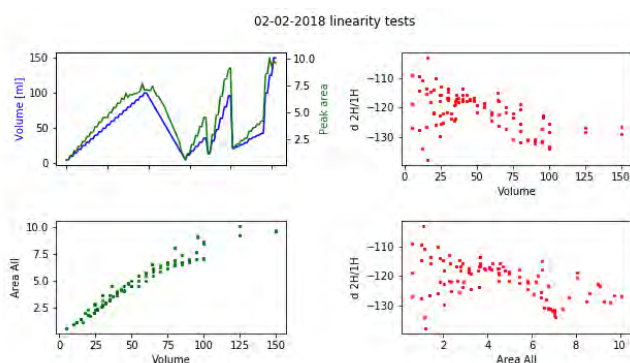 02-02-2018 linearity tests
Volume [ml]
150
100
50
0
10.0
7.5
5.0
2.5
Peak area
d 2H/1H
−110
−120
−130
0 25 50 75 100 125 150
Volume
Area All
10.0
7.5
5.0
2.5
0 25 50 75 100 125 150
Volume
d 2H/1H
−110
−120
−130
2 4 6 8 10
Area All